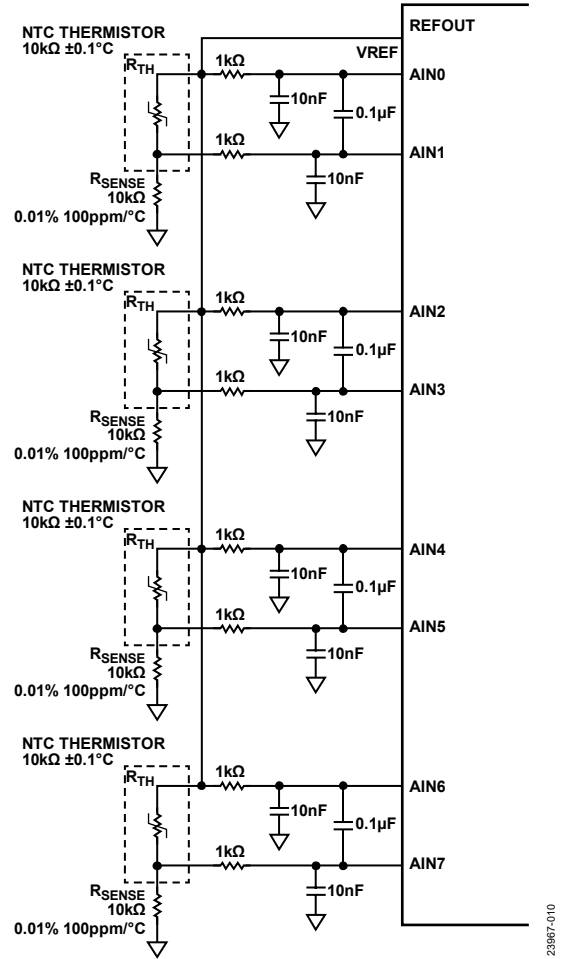 REFOUT
NTC THERMISTOR
10kΩ ±0.1°C
VREF
RTH
1kΩ
AIN0
10nF
0.1µF
1kΩ
AIN1
RSENSE
10kΩ
0.01% 100ppm/°C
10nF
NTC THERMISTOR
10kΩ ±0.1°C
RTH
1kΩ
AIN2
10nF
0.1µF
1kΩ
AIN3
RSENSE
10kΩ
0.01% 100ppm/°C
10nF
NTC THERMISTOR
10kΩ ±0.1°C
RTH
1kΩ
AIN4
10nF
0.1µF
1kΩ
AIN5
RSENSE
10kΩ
0.01% 100ppm/°C
10nF
NTC THERMISTOR
10kΩ ±0.1°C
RTH
1kΩ
AIN6
10nF
0.1µF
1kΩ
AIN7
RSENSE
10kΩ
0.01% 100ppm/°C
10nF
23967-010